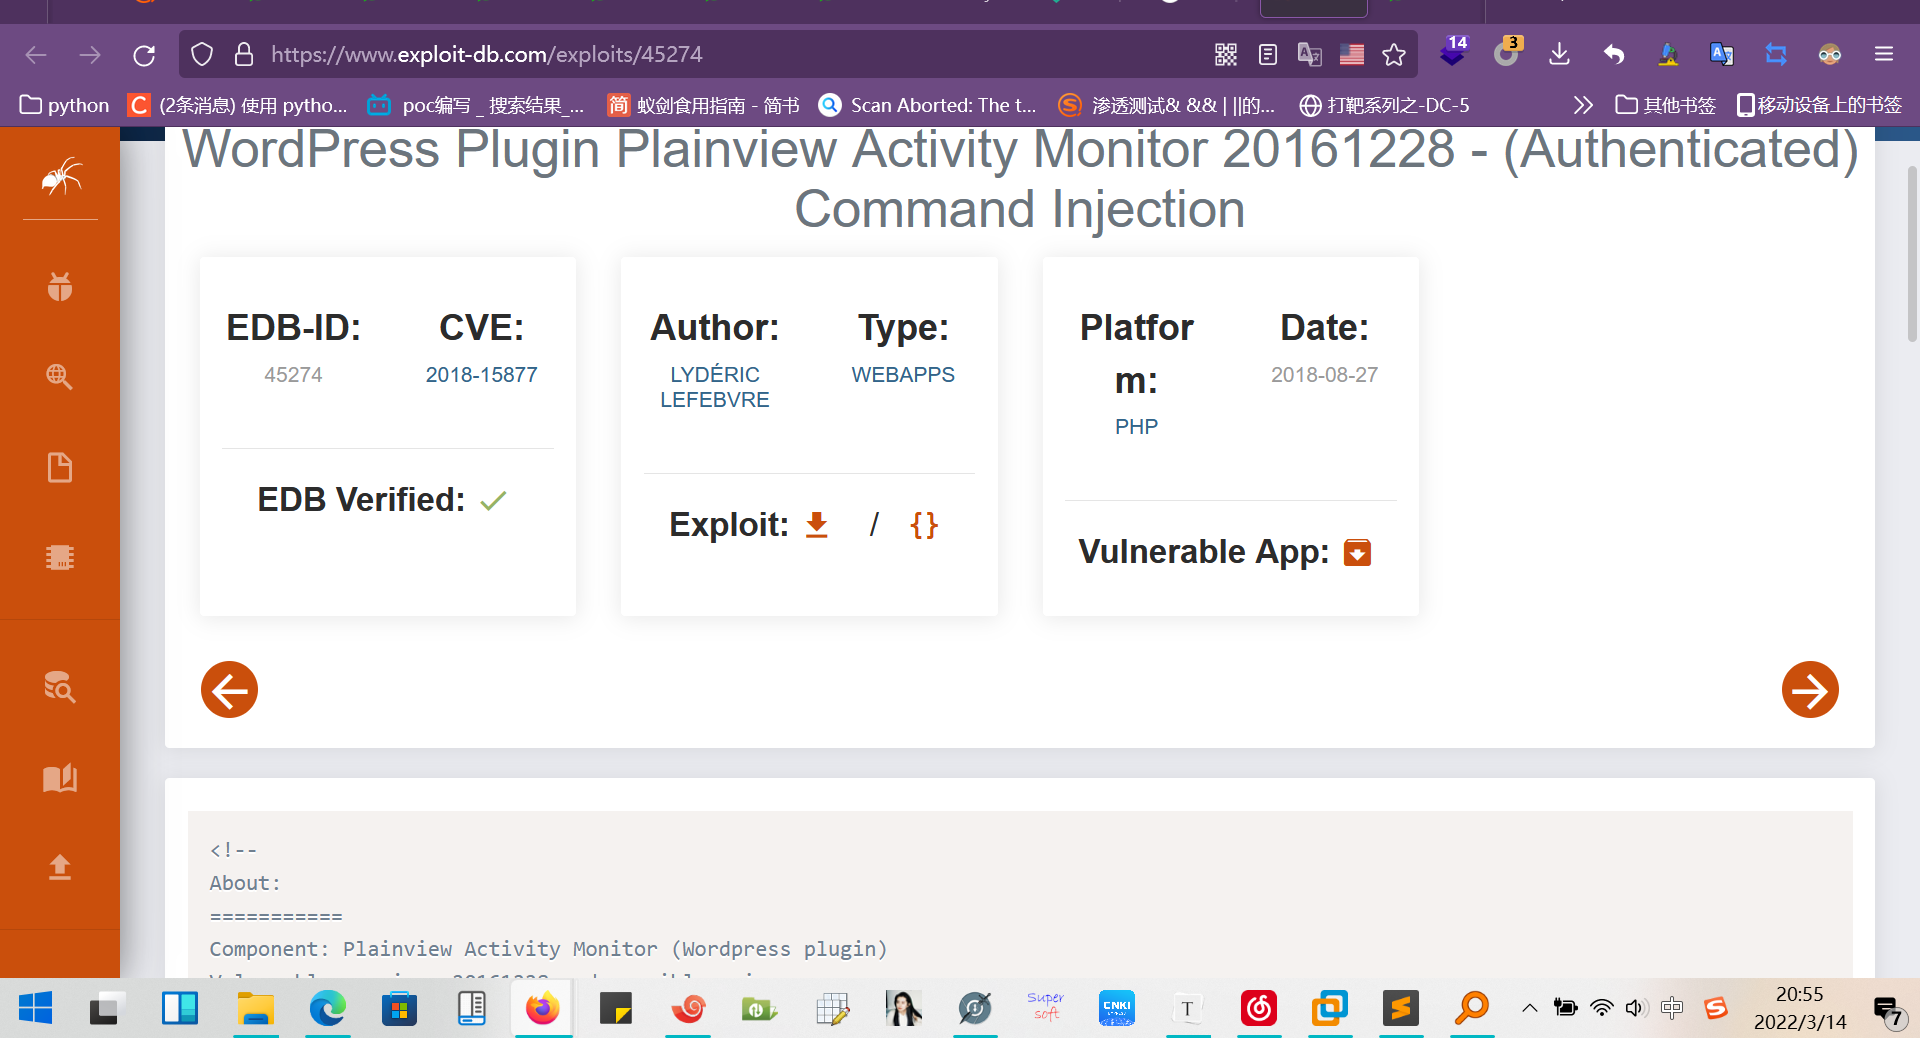 https://www.exploit-db.com/exploits/45274
14
3
python
(2条消息) 使用 pytho...
poc编写 _ 搜索结果_...
简 蚁剑食用指南 - 简书
Scan Aborted: The t...
渗透测试& && | ||的...
打靶系列之-DC-5
其他书签
移动设备上的书签
WordPress Plugin Plainview Activity Monitor 20161228 - (Authenticated)
Command Injection
EDB-ID:
45274
CVE:
2018-15877
EDB Verified:
Author:
LYDÉRIC
LEFEBVRE
Type:
WEBAPPS
Exploit: / {}
Platfor
m:
PHP
Date:
2018-08-27
Vulnerable App:
<!--
About:
===========
Component: Plainview Activity Monitor (Wordpress plugin)
Super
soft
CNKI
T
中
20:55
2022/3/14
7